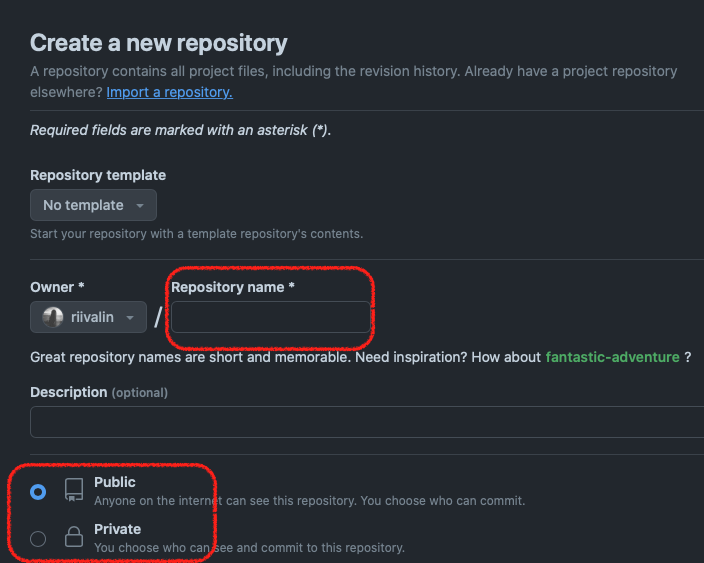 Create a new repository
A repository contains all project files, including the revision history. Already have a project repository
elsewhere? Import a repository.
Required fields are marked with an asterisk (*).
Repository template
No template
Start your repository with a template repository's contents.
Owner *
Repository name *
riivalin
/
Great repository names are short and memorable. Need inspiration? How about fantastic-adventure ?
Description (optional)
Public
Anyone on the internet can see this repository. You choose who can commit.
Private
You choose who can see and commit to this repository.